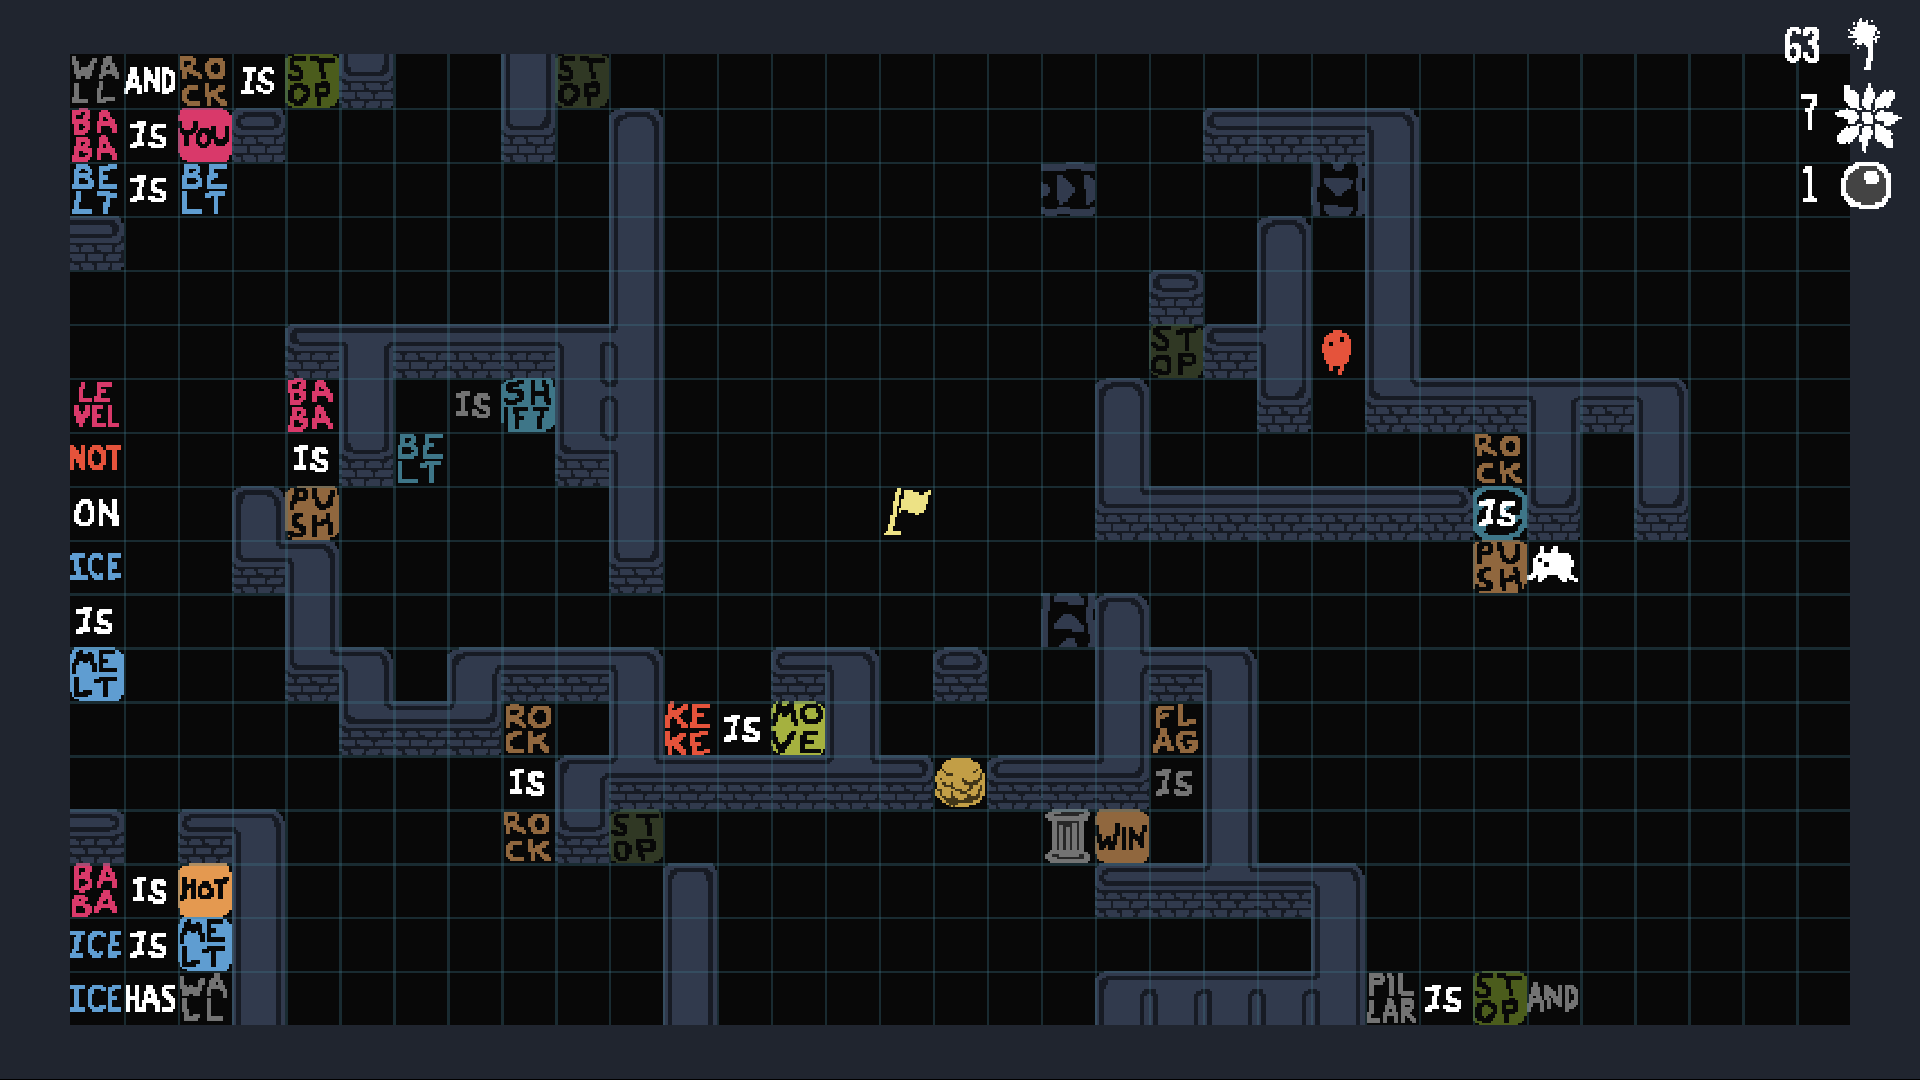 63
WALL AND ROCK IS STOP STOP
7
BABA IS YOU
BELT IS BELT
1
STOP
LEVEL BABA IS SHIFT
NOT IS BELT ROCK
ON PUSH IS
ICE PUSH
IS
MELT
ROCK KEKE IS MOVE FLAG
IS IS
ROCK STOP WIN
BABA IS HOT
ICE IS MELT
ICE HAS WALL PILLAR IS STOP AND